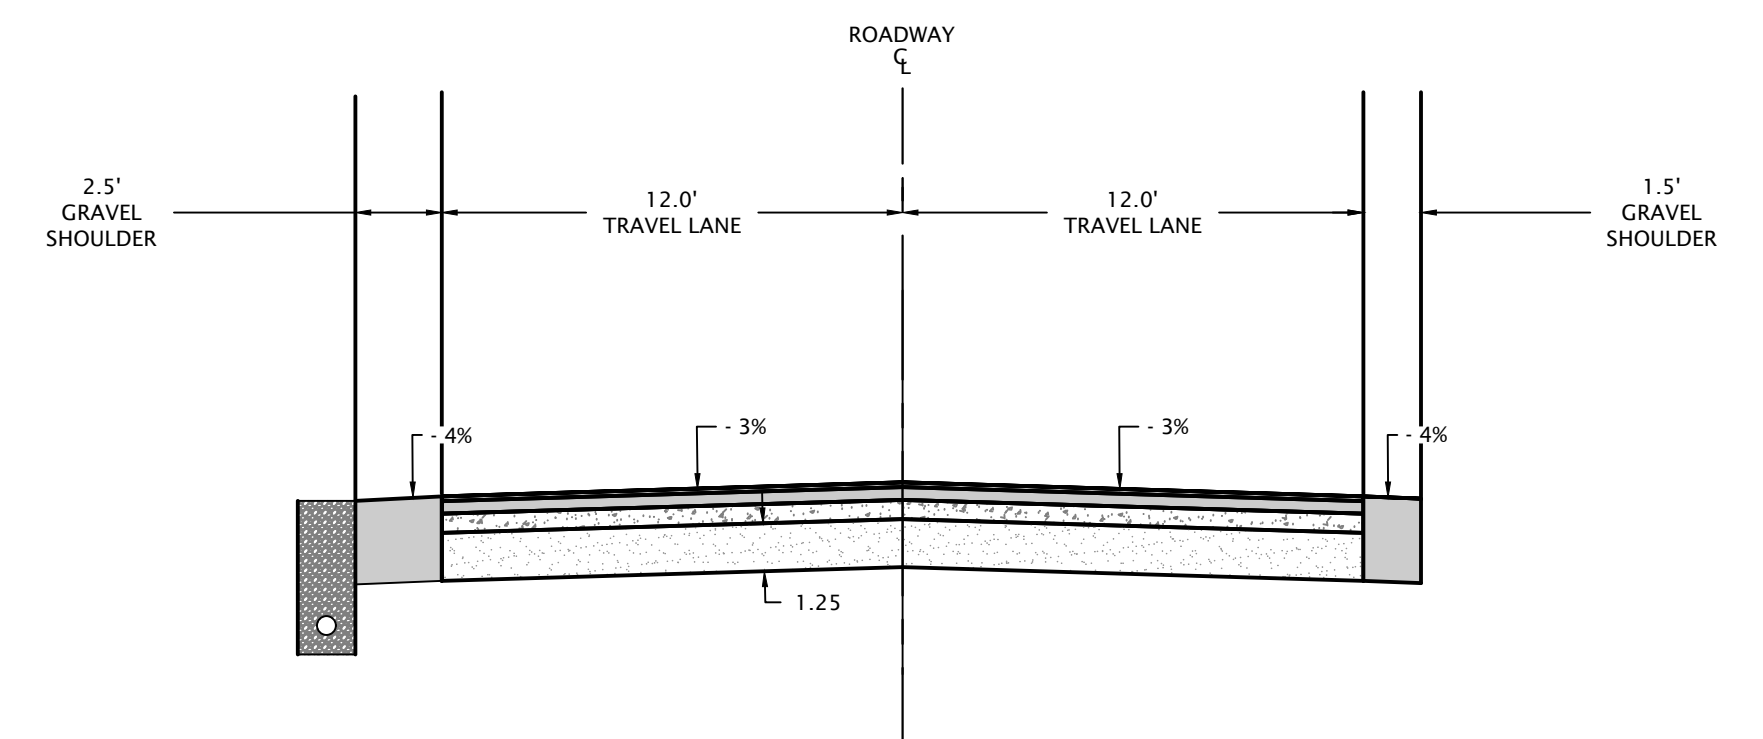 ROADWAY
CL
2.5'
GRAVEL
SHOULDER
12.0'
TRAVEL LANE
12.0'
TRAVEL LANE
1.5'
GRAVEL
SHOULDER
- 4%
- 3%
- 3%
- 4%
1.25